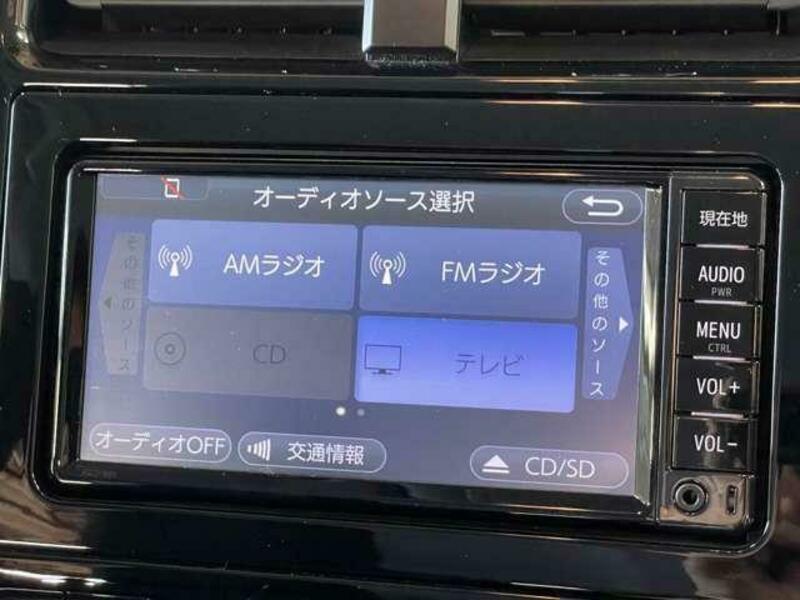 オーディオソース選択
その他のソース
AMラジオ
FMラジオ
その他のソース
CD
テレビ
オーディオOFF
交通情報
CD/SD
現在地
AUDIO
PWR
MENU
CTRL
VOL+
VOL-